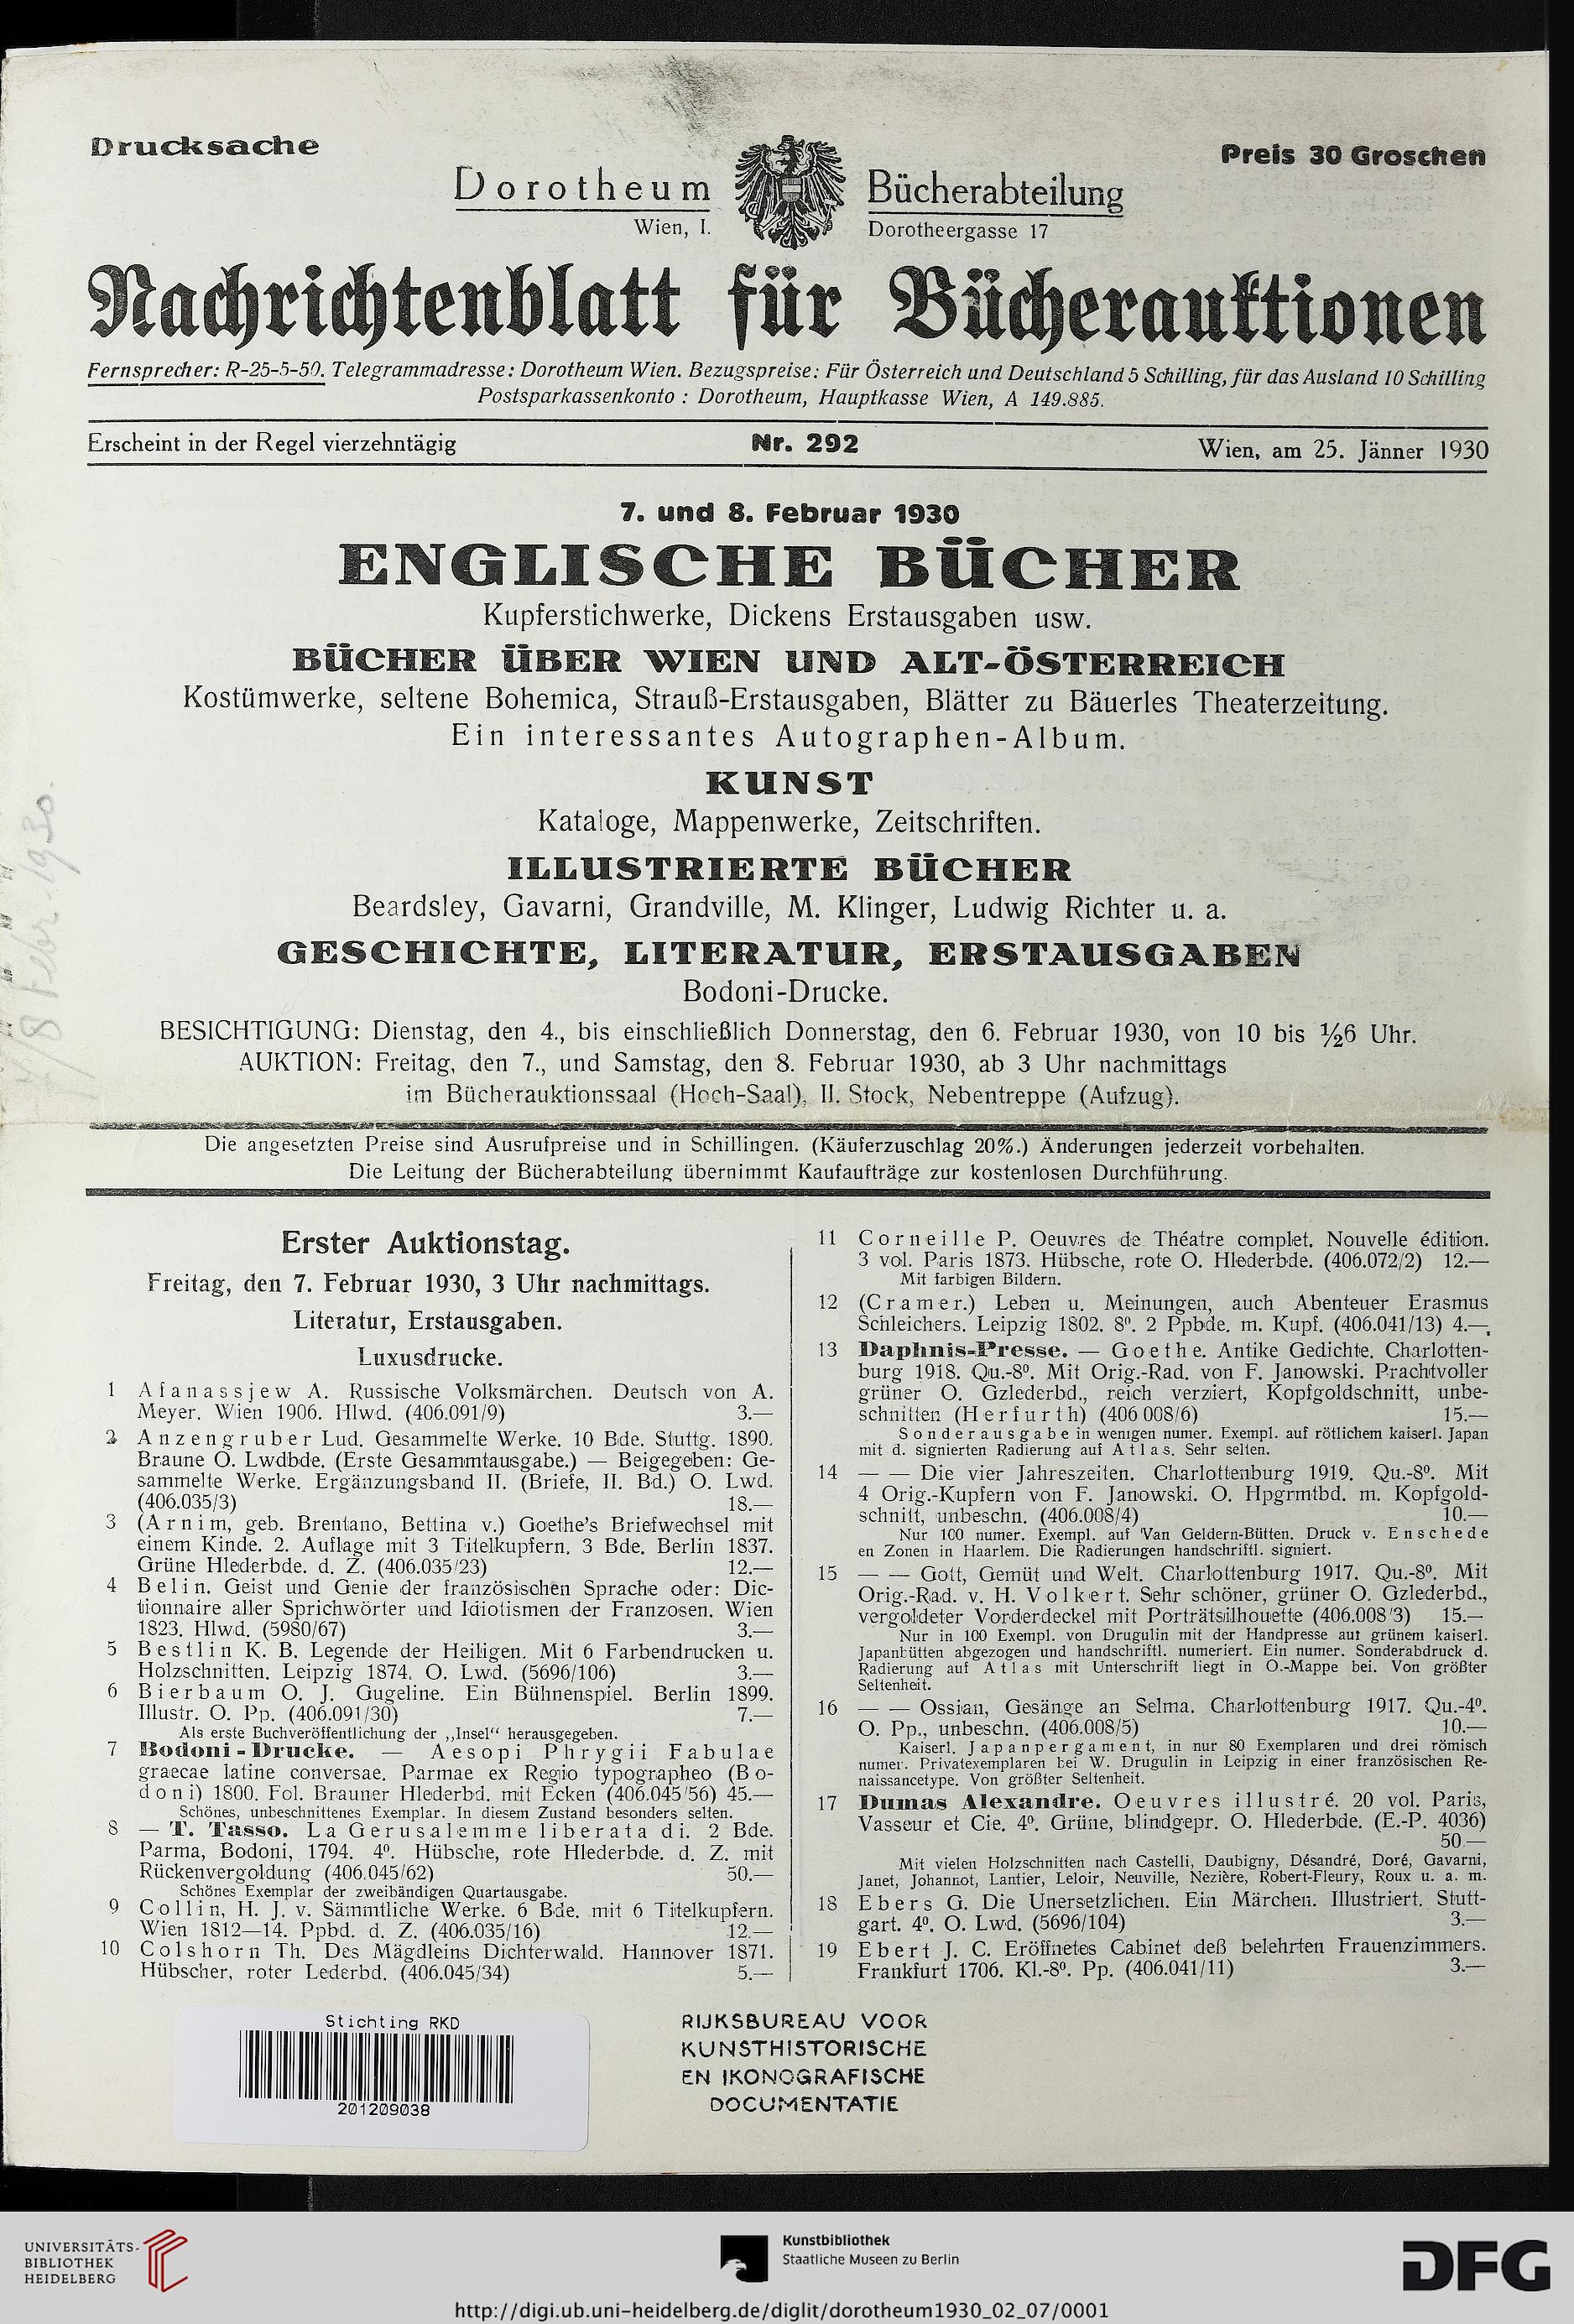 Drucksache
Preis 30 Groschen
Dorotheum
Bücherabteilung
Wien, I.
Dorotheergasse 17
Nachrichtenblatt für Bücherauktionen
Fernsprecher: R-25-5-50. Telegrammadresse: Dorotheum Wien. Bezugspreise: Für Österreich und Deutschland 5 Schilling, für das Ausland 10 Schilling
Postsparkassenkonto : Dorotheum, Hauptkasse Wien, A 149.885.
Erscheint in der Regel vierzehntägig
Nr. 292
Wien, am 25. Jänner 1930
7. und 8. Februar 1930
ENGLISCHE BÜCHER
Kupferstichwerke, Dickens Erstausgaben usw.
BÜCHER ÜBER WIEN UND ALT-ÖSTERREICH
Kostümwerke, seltene Bohemica, Strauß-Erstausgaben, Blätter zu Bäuerles Theaterzeitung.
Ein interessantes Autographen-Album.
KUNST
Kataloge, Mappenwerke, Zeitschriften.
ILLUSTRIERTE BÜCHER
Beardsley, Gavarni, Grandville, M. Klinger, Ludwig Richter u. a.
GESCHICHTE, LITERATUR, ERSTAUSGABEN
Bodoni-Drucke.
BESICHTIGUNG: Dienstag, den 4., bis einschließlich Donnerstag, den 6. Februar 1930, von 10 bis ½6 Uhr.
AUKTION: Freitag, den 7., und Samstag, den 8. Februar 1930, ab 3 Uhr nachmittags
im Bücherauktionssaal (Hoch-Saal), II. Stock, Nebentreppe (Aufzug).
7/8 Febr. 1930.
Die angesetzten Preise sind Ausrufpreise und in Schillingen. (Käuferzuschlag 20%.) Änderungen jederzeit vorbehalten.
Die Leitung der Bücherabteilung übernimmt Kaufaufträge zur kostenlosen Durchführung.
Erster Auktionstag.
Freitag, den 7. Februar 1930, 3 Uhr nachmittags.
Literatur, Erstausgaben.
Luxusdrucke.
1 Afanassjew A. Russische Volksmärchen. Deutsch von A.
Meyer. Wien 1906. Hlwd. (406.091/9) 3.—
2 Anzengruber Lud. Gesammelte Werke. 10 Bde. Stuttg. 1890.
Braune O. Lwdbde. (Erste Gesammtausgabe.) — Beigegeben: Ge-
sammelte Werke. Ergänzungsband II. (Briefe, II. Bd.) O. Lwd.
(406.035/3) 18.—
3 (Arnim, geb. Brentano, Bettina v.) Goethe's Briefwechsel mit
einem Kinde. 2. Auflage mit 3 Titelkupfern. 3 Bde. Berlin 1837.
Grüne Hlederbde. d. Z. (406.035/23) 12.—
4 Belin. Geist und Genie der französischen Sprache oder: Dic-
tionnaire aller Sprichwörter und Idiotismen der Franzosen. Wien
1823. Hlwd. (5980/67) 3.—
5 Bestlin K. B. Legende der Heiligen. Mit 6 Farbendrucken u.
Holzschnitten. Leipzig 1874. O. Lwd. (5696/106) 3.—
6 Bierbaum O. J. Gugeline. Ein Bühnenspiel. Berlin 1899.
Illustr. O. Pp. (406.091/30) 7.—
Als erste Buchveröffentlichung der „Insel“ herausgegeben.
7 Bodoni-Drucke. — Aesopi Phrygii Fabulae
graecae latine conversae. Parmae ex Regio typographeo (Bo-
doni) 1800. Fol. Brauner Hlederbd. mit Ecken (406.045/56) 45.—
Schönes, unbeschnittenes Exemplar. In diesem Zustand besonders selten.
8 — T. Tasso. La Gerusalemme liberata di. 2 Bde.
Parma, Bodoni, 1794. 4⁰. Hübsche, rote Hlederbde. d. Z. mit
Rückenvergoldung (406.045/62) 50.—
Schönes Exemplar der zweibändigen Quartausgabe.
9 Collin, H. J. v. Sämmtliche Werke. 6 Bde. mit 6 Titelkupfern.
Wien 1812—14. Ppbd. d. Z. (406.035/16) 12.—
10 Colshorn Th. Des Mägdleins Dichterwald. Hannover 1871.
Hübscher, roter Lederbd. (406.045/34) 5.—
11 Corneille P. Oeuvres de Théatre complet. Nouvelle édition.
3 vol. Paris 1873. Hübsche, rote O. Hlederbde. (406.072/2) 12.—
Mit farbigen Bildern.
12 (Cramer.) Leben u. Meinungen, auch Abenteuer Erasmus
Schleichers. Leipzig 1802. 8⁰. 2 Ppbde. m. Kupf. (406.041/13) 4.—
13 Daphnis-Presse. — Goethe. Antike Gedichte. Charlotten-
burg 1918. Qu.-8⁰. Mit Orig.-Rad. von F. Janowski. Prachtvoller
grüner O. Gzlederbd., reich verziert, Kopfgoldschnitt, unbe-
schnitten (Herfurth) (406 008/6) 15.—
Sonderausgabe in wenigen numer. Exempl. auf rötlichem kaiserl. Japan
mit d. signierten Radierung auf Atlas. Sehr selten.
14 — — Die vier Jahreszeiten. Charlottenburg 1919. Qu.-8⁰. Mit
4 Orig.-Kupfern von F. Janowski. O. Hpgrmtbd. m. Kopfgold-
schnitt, unbeschn. (406.008/4) 10.—
Nur 100 numer. Exempl. auf Van Geldern-Bütten. Druck v. Enschede
en Zonen in Haarlem. Die Radierungen handschriftl. signiert.
15 — — Gott, Gemüt und Welt. Charlottenburg 1917. Qu.-8⁰. Mit
Orig.-Rad. v. H. Volkert. Sehr schöner, grüner O. Gzlederbd.,
vergoldeter Vorderdeckel mit Porträtsilhouette (406.008/3) 15.—
Nur in 100 Exempl. von Drugulin mit der Handpresse auf grünem kaiserl.
Japanbütten abgezogen und handschriftl. numeriert. Ein numer. Sonderabdruck d.
Radierung auf Atlas mit Unterschrift liegt in O.-Mappe bei. Von größter
Seltenheit.
16 — — Ossian, Gesänge an Selma. Charlottenburg 1917. Qu.-4⁰.
O. Pp., unbeschn. (406.008/5) 10.—
Kaiserl. Japanpergament, in nur 80 Exemplaren und drei römisch
numer. Privatexemplaren bei W. Drugulin in Leipzig in einer französischen Re-
naissancetype. Von größter Seltenheit.
17 Dumas Alexandre. Oeuvres illustré. 20 vol. Paris,
Vasseur et Cie. 4⁰. Grüne, blindgepr. O. Hlederbde. (E.-P. 4036)
50.—
Mit vielen Holzschnitten nach Castelli, Daubigny, Désandré, Doré, Gavarni,
Janet, Johannot, Lantier, Leloir, Neuville, Nezière, Robert-Fleury, Roux u. a. m.
18 Ebers G. Die Unersetzlichen. Ein Märchen. Illustriert. Stutt-
gart. 4⁰. O. Lwd. (5696/104) 3.—
19 Ebert J. C. Eröffnetes Cabinet deß belehrten Frauenzimmers.
Frankfurt 1706. Kl.-8⁰. Pp. (406.041/11) 3.—
Stichting RKD
201209038
RIJKSBUREAU VOOR
KUNSTHISTORISCHE
EN IKONOGRAFISCHE
DOCUMENTATIE
UNIVERSITÄTS-
BIBLIOTHEK
HEIDELBERG
Kunstbibliothek
Staatliche Museen zu Berlin
DFG
http://digi.ub.uni-heidelberg.de/diglit/dorotheum1930_02_07/0001